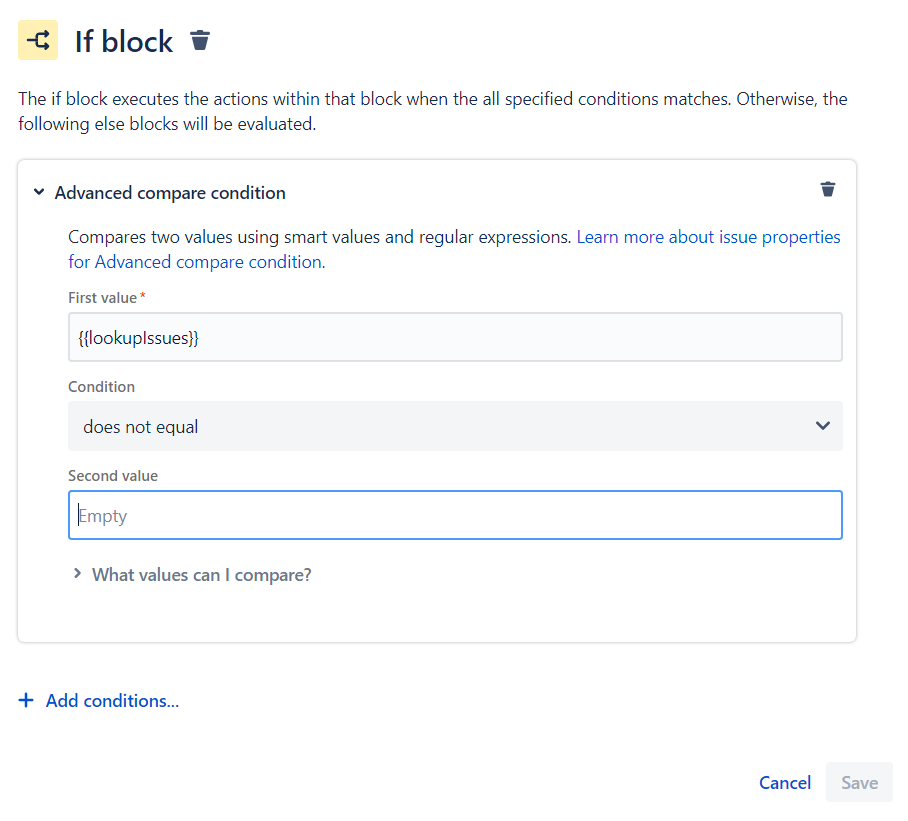 If block
The if block executes the actions within that block when the all specified conditions matches. Otherwise, the
following else blocks will be evaluated.
Advanced compare condition
Compares two values using smart values and regular expressions. Learn more about issue properties
for Advanced compare condition.
First value*
{{lookupIssues}}
Condition
does not equal
Second value
Empty
What values can I compare?
+ Add conditions...
Cancel Save